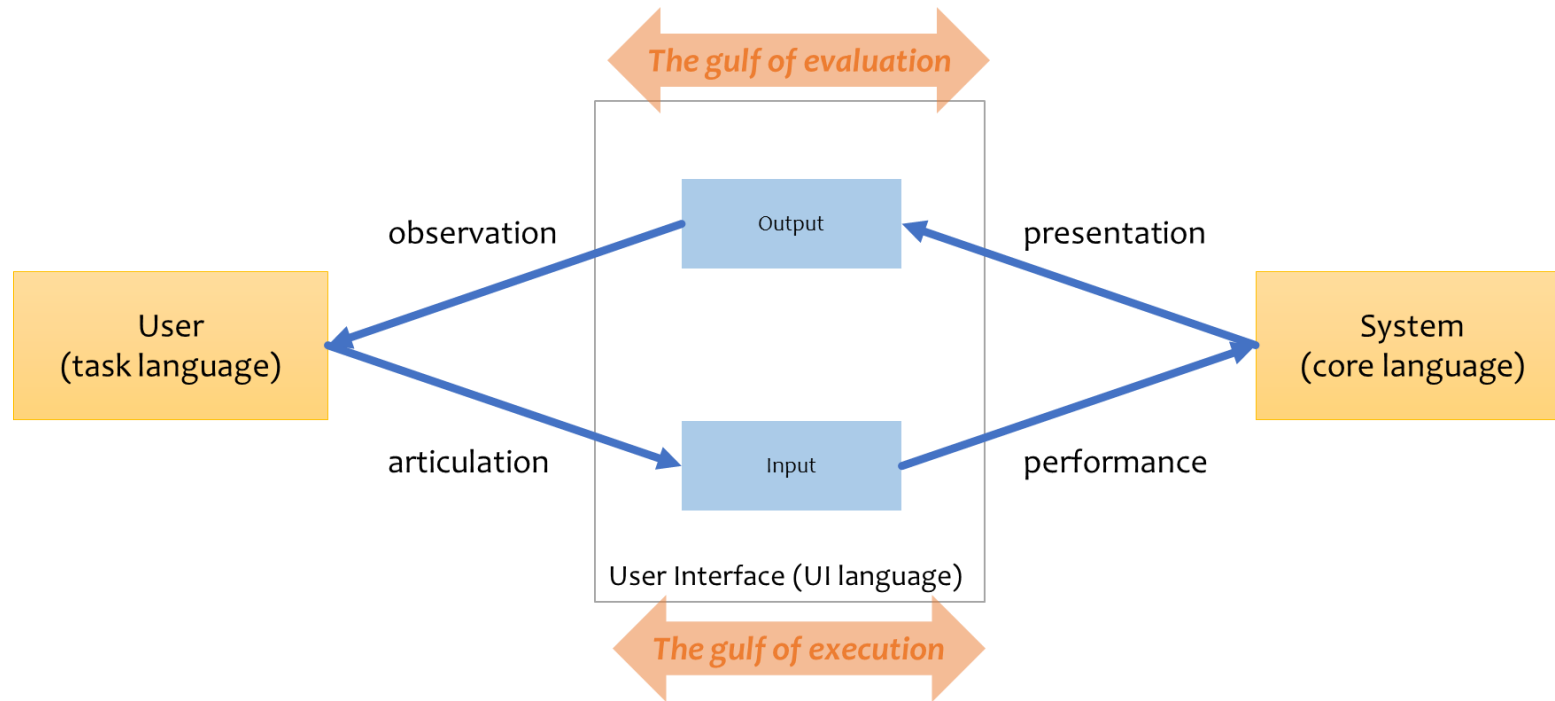 The gulf of evaluation
Output
observation
presentation
User
(task language)
System
(core language)
articulation
Input
performance
User Interface (UI language)
The gulf of execution